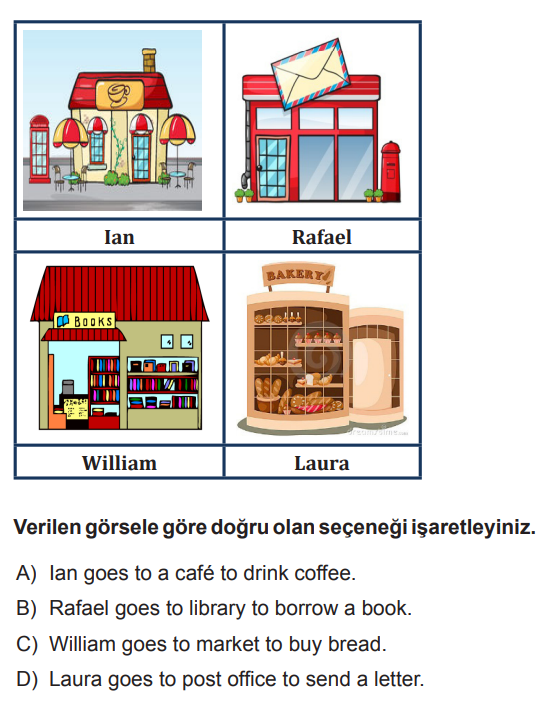 Ian
Rafael
BOOKS
BAKERY
William
Laura
Verilen görsele göre doğru olan seçeneği işaretleyiniz.
A) Ian goes to a café to drink coffee.
B) Rafael goes to library to borrow a book.
C) William goes to market to buy bread.
D) Laura goes to post office to send a letter.